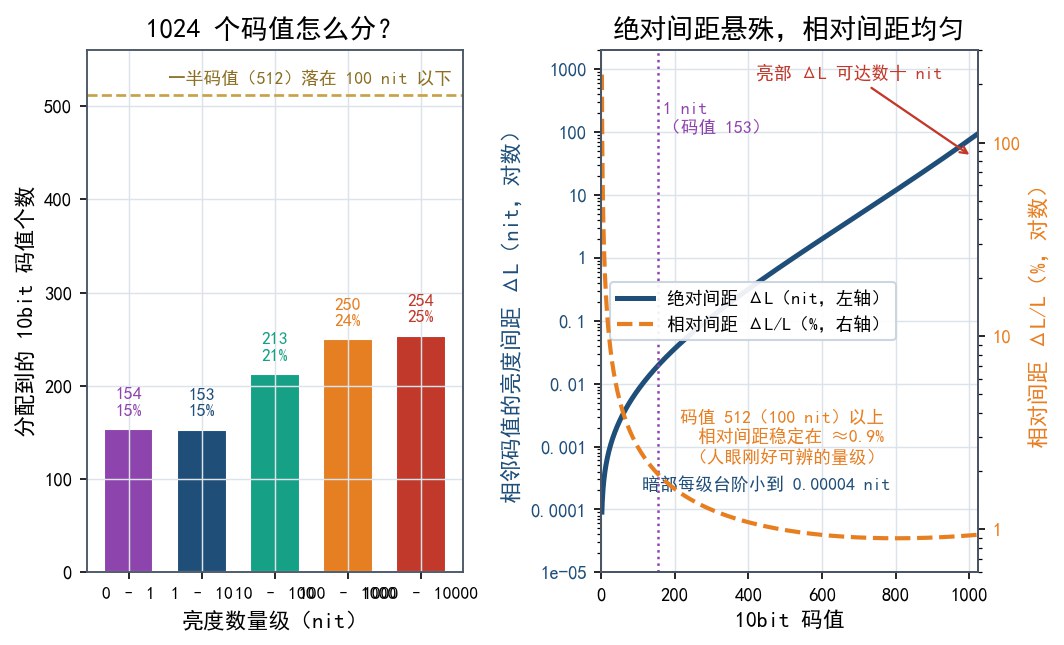 1024 个码值怎么分?
一半码值（512）落在 100 nit 以下
分配到的 10bit 码值个数
500
400
300
200
100
0
154
15%
153
15%
213
21%
250
24%
254
25%
0 - 1
1 - 10
10 - 100
100 - 1000
1000 - 10000
亮度数量级（nit）
绝对间距悬殊，相对间距均匀
相邻码值的亮度间距 ΔL（nit, 对数）
1000
100
10
1
0.1
0.01
0.001
0.0001
1e-05
亮部 ΔL 可达数十 nit
1 nit
（码值 153）
绝对间距 ΔL（nit, 左轴）
相对间距 ΔL/L（%, 右轴）
码值 512（100 nit）以上
相对间距稳定在 ≈0.9%
（人眼刚好可辨的量级）
暗部每级台阶小到 0.00004 nit
0
200
400
600
800
1000
10bit 码值
100
10
1
相对间距 ΔL/L（%, 对数）